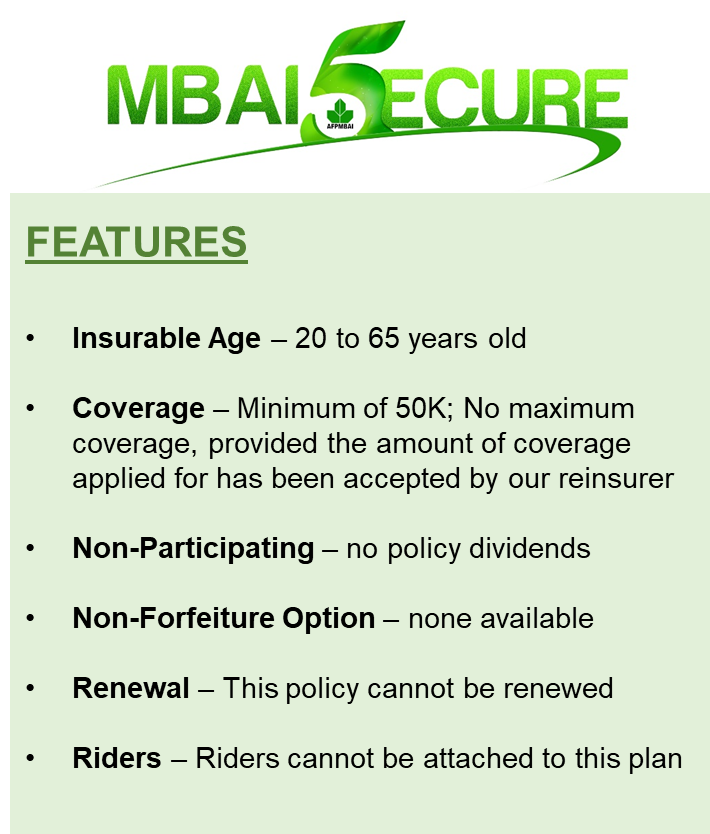 MBAI 5ECURE
AFPMBAI
FEATURES
• Insurable Age – 20 to 65 years old
• Coverage – Minimum of 50K; No maximum
coverage, provided the amount of coverage
applied for has been accepted by our reinsurer
• Non-Participating – no policy dividends
• Non-Forfeiture Option – none available
• Renewal – This policy cannot be renewed
• Riders – Riders cannot be attached to this plan